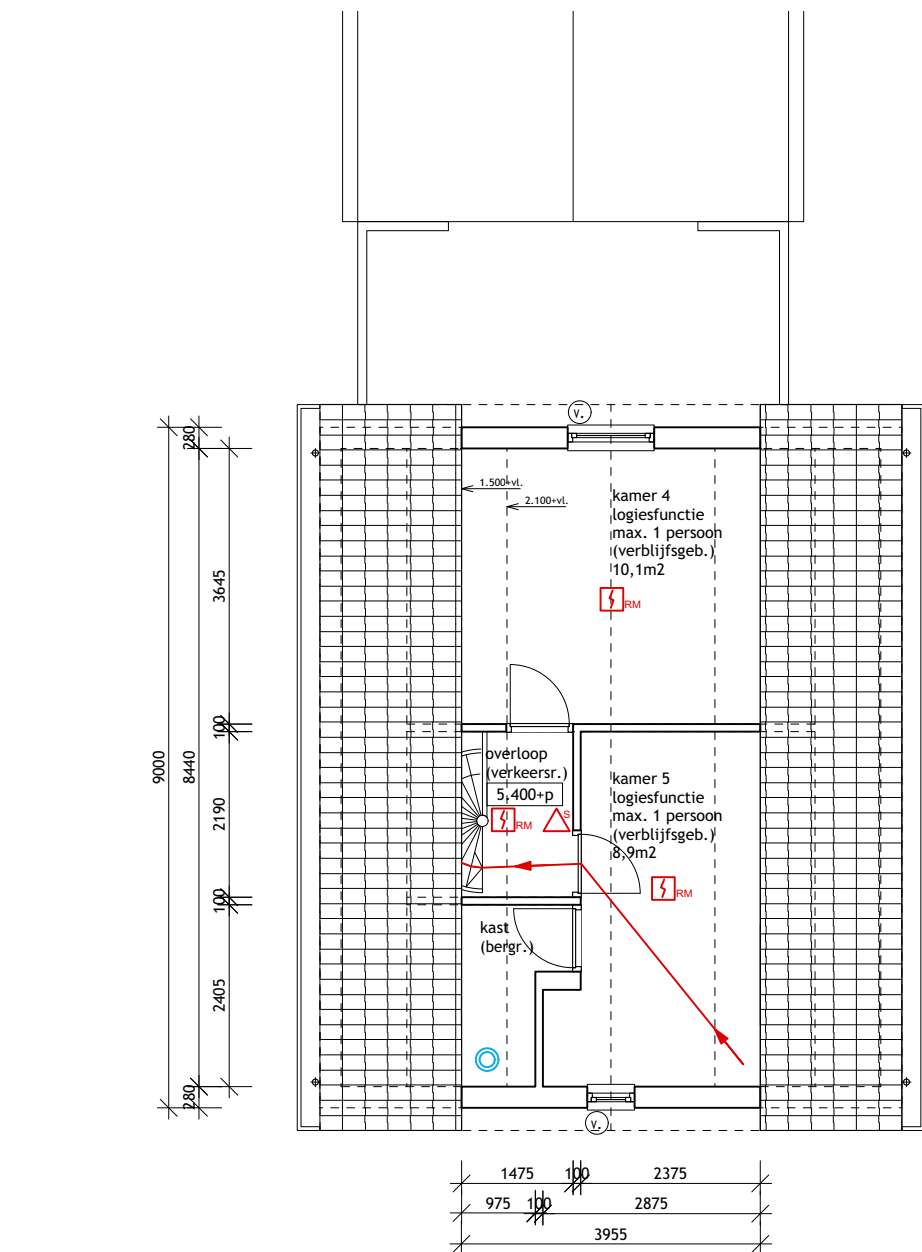 v.
1.500+vl.
2.100+vl.
kamer 4
logiesfunctie
max. 1 persoon
(verblijfsgeb.)
10,1m2
RM
overloop
(verkeersr.)
5.400+p
RM
S
kamer 5
logiesfunctie
max. 1 persoon
(verblijfsgeb.)
8,9m2
RM
kast
(bergr.)
v.
280
3645
100
9000
8440
2190
100
2405
280
1475 100 2375
975 100 2875
3955